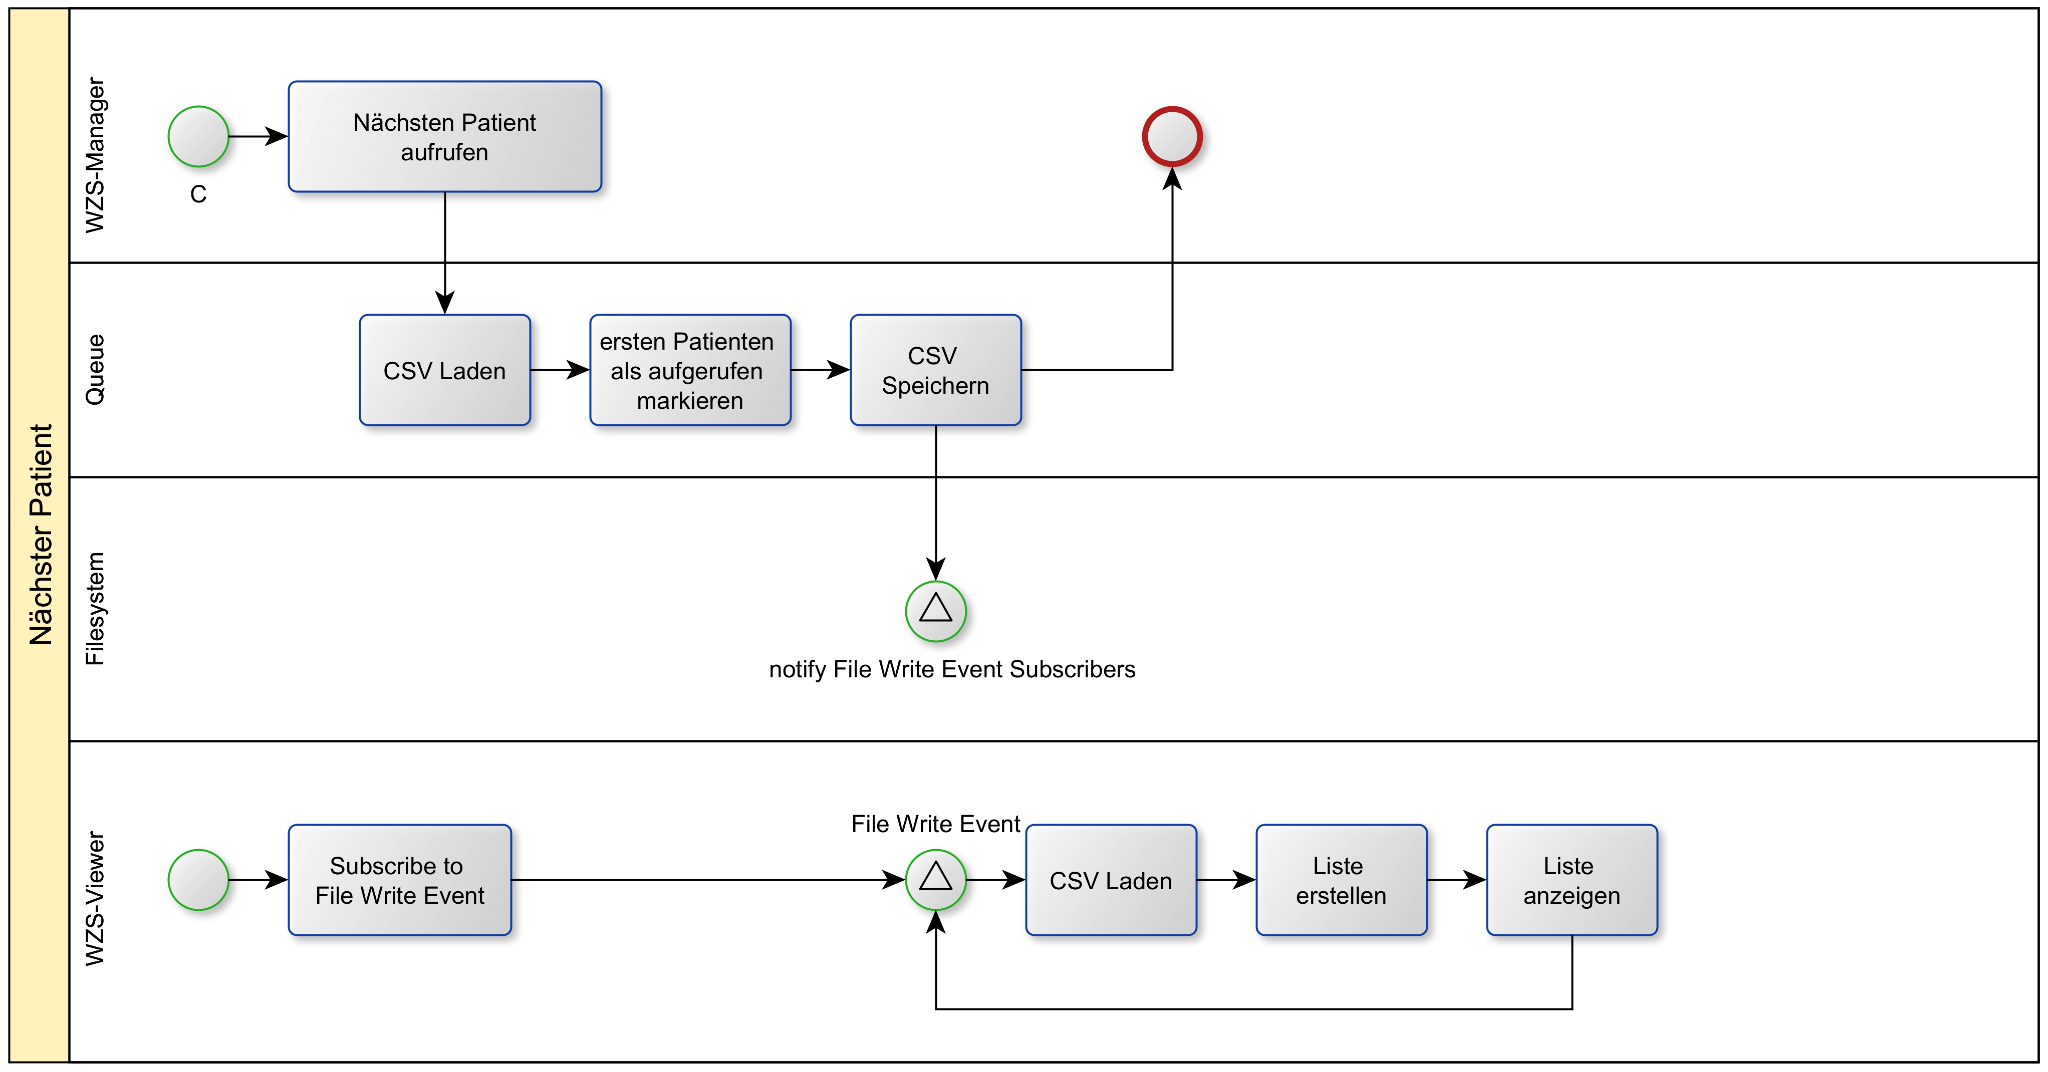 Nächster Patient
WZS-Manager
C
Nächsten Patient
aufrufen
Queue
CSV Laden
ersten Patienten
als aufgerufen
markieren
CSV
Speichern
Filesystem
notify File Write Event Subscribers
WZS-Viewer
Subscribe to
File Write Event
File Write Event
CSV Laden
Liste
erstellen
Liste
anzeigen